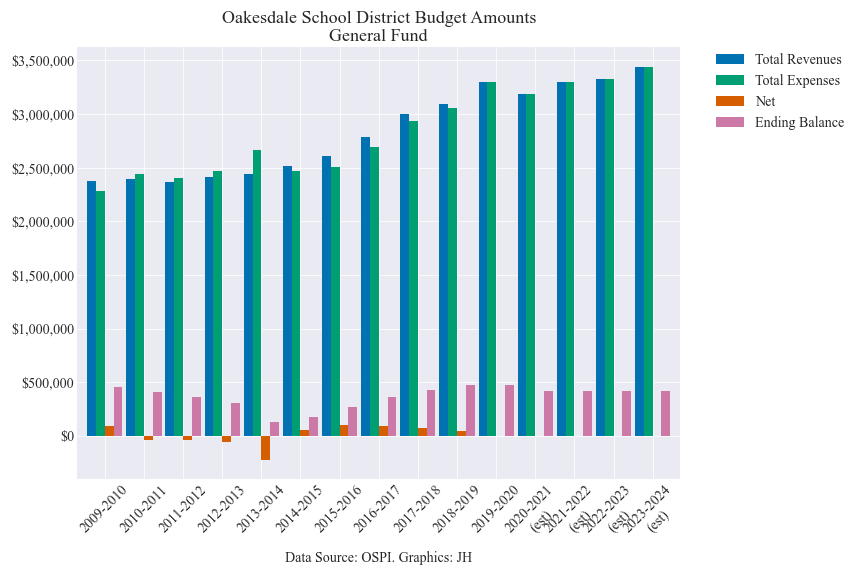 Oakesdale School District Budget Amounts
General Fund
$3,500,000
$3,000,000
$2,500,000
$2,000,000
$1,500,000
$1,000,000
$500,000
$0
Total Revenues
Total Expenses
Net
Ending Balance
2009-2010
2010-2011
2011-2012
2012-2013
2013-2014
2014-2015
2015-2016
2016-2017
2017-2018
2018-2019
2019-2020
2020-2021
(est)
2021-2022
(est)
2022-2023
(est)
2023-2024
(est)
Data Source: OSPI. Graphics: JH